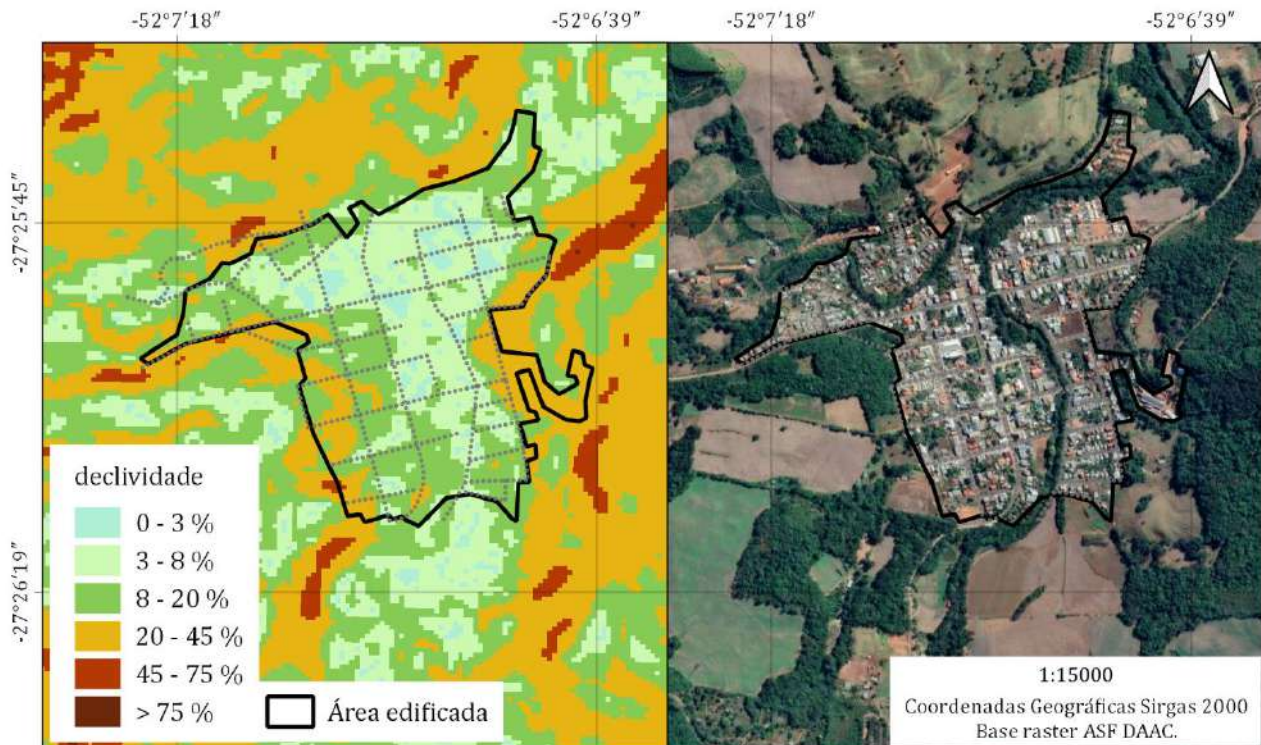 -52°7′18″ -52°6′39″ -52°7′18″ -52°6′39″
-27°25′45″
-27°26′19″
declividade
0 - 3 %
3 - 8 %
8 - 20 %
20 - 45 %
45 - 75 %
> 75 %
Área edificada
1:15000
Coordenadas Geográficas Sirgas 2000
Base raster ASF DAAC.